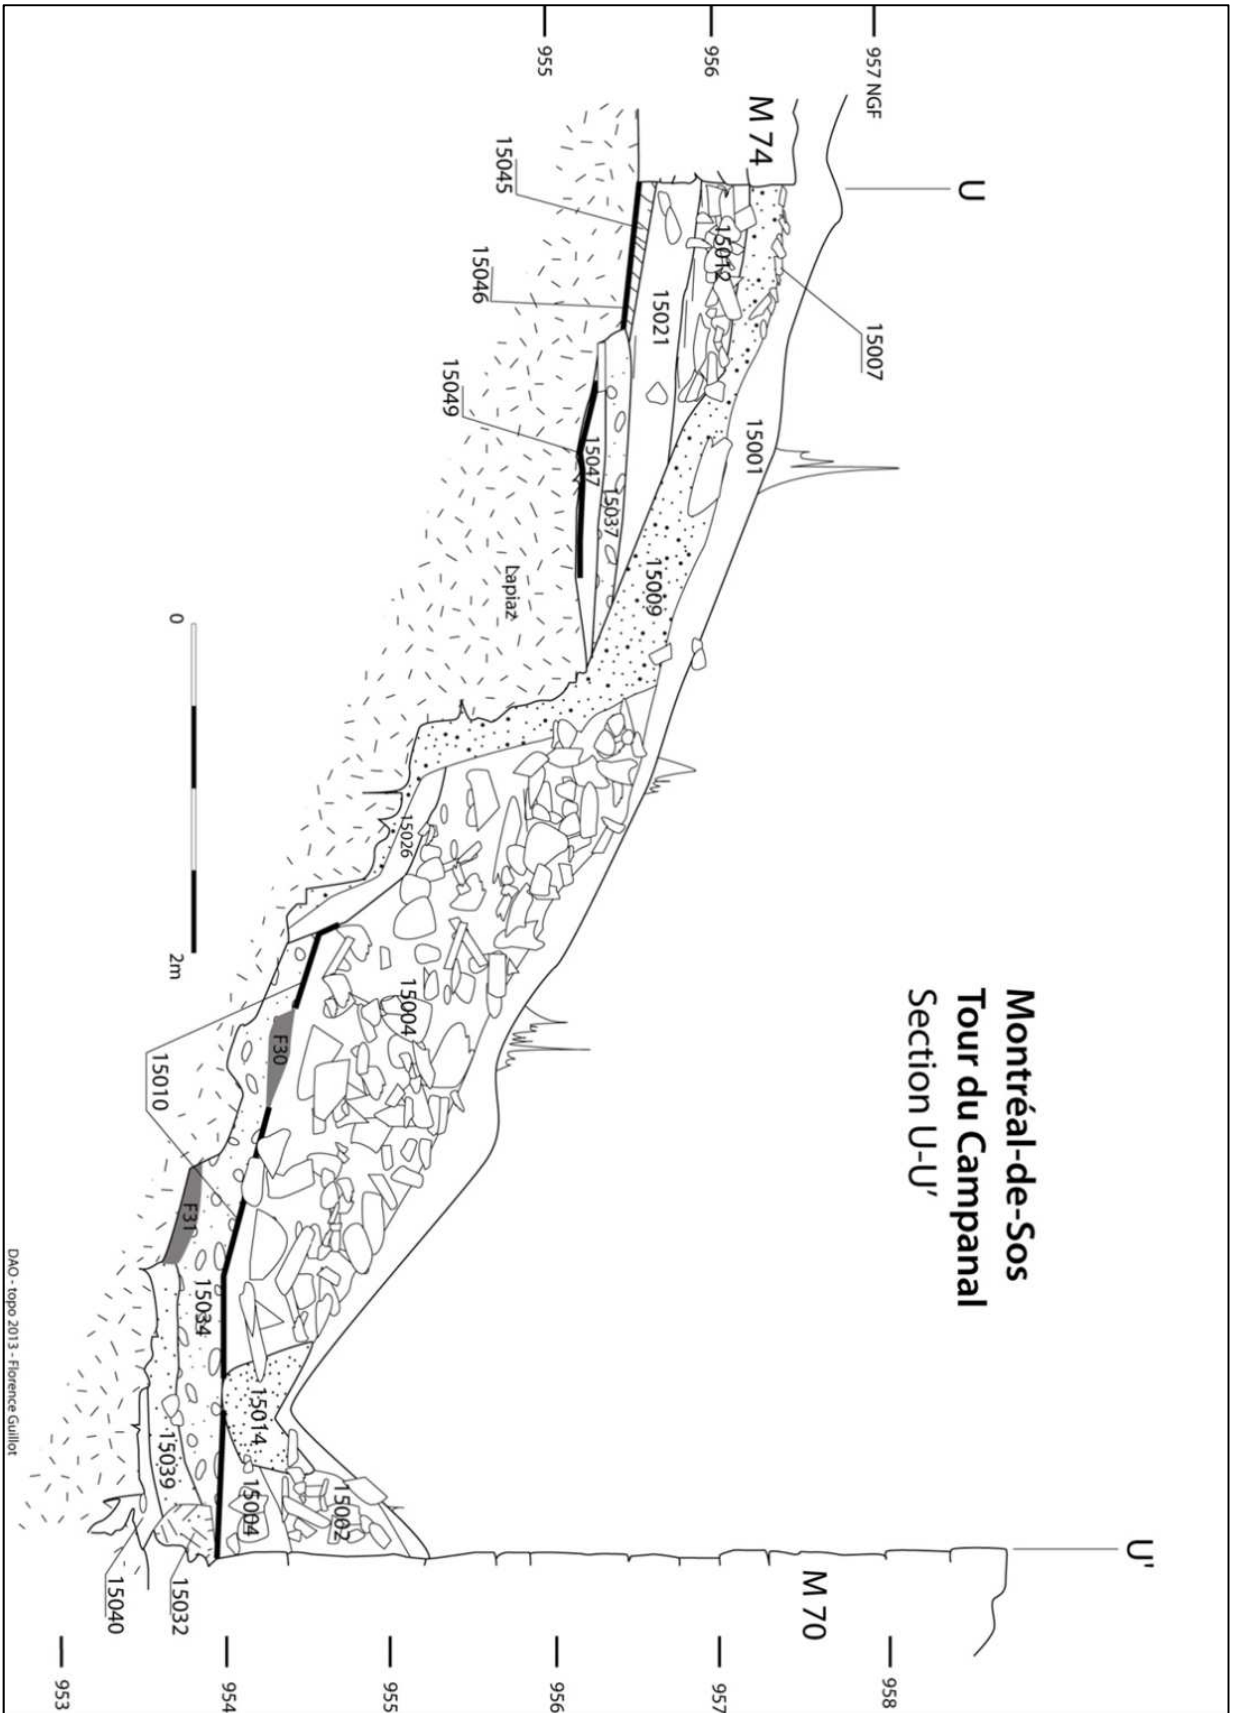 Montréal-de-Sos
Tour du Campanal
Section U-U'
U
U'
957 NGF
956
955
M 74
M 70
958
957
956
955
954
953
15007
15012
15001
15021
15045
15046
15049
15047
15037
15009
Lapiaz
15026
15004
F30
15010
F31
15034
15014
15039
15004
15002
15032
15040
0
2m
DAO - topo 2013 - Florence Guillot